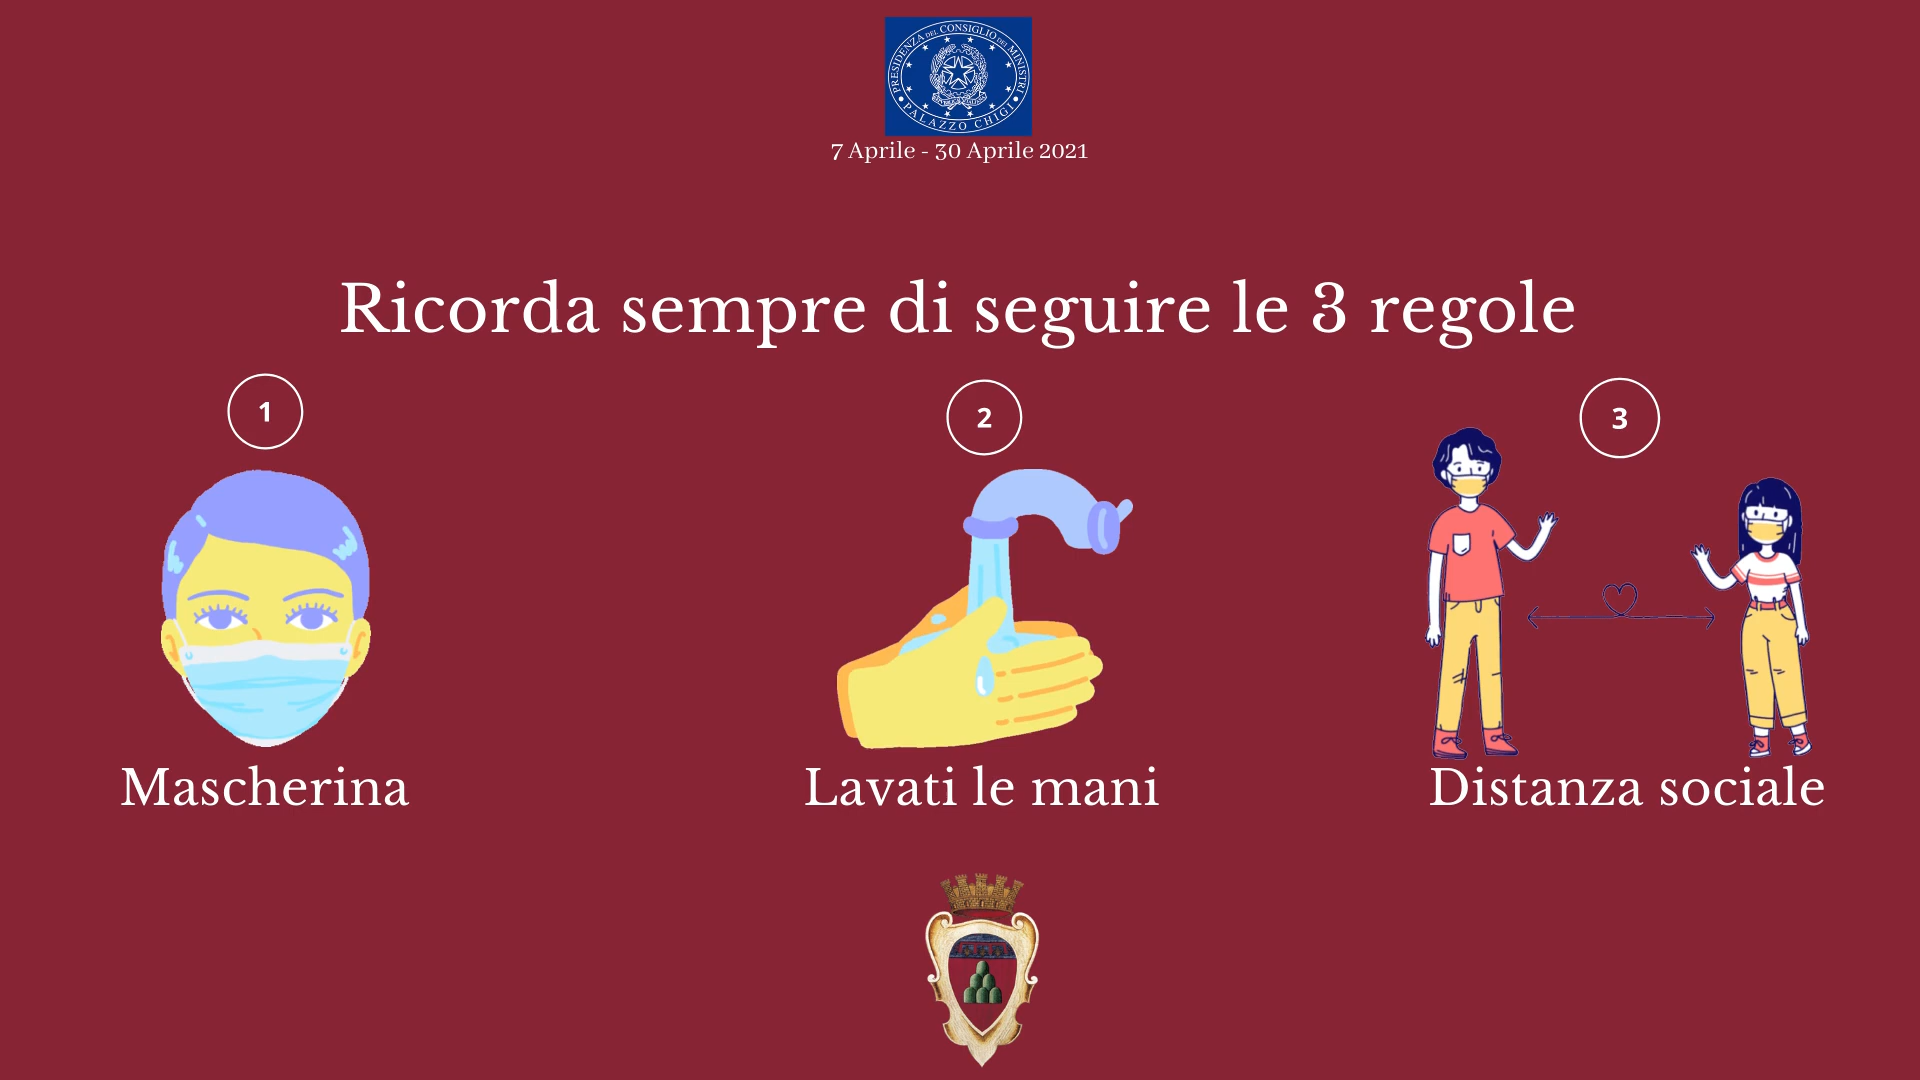 PRESIDENZA DEL CONSIGLIO DEI MINISTRI
PALAZZO CHIGI
7 Aprile - 30 Aprile 2021
Ricorda sempre di seguire le 3 regole
1
2
3
Mascherina
Lavati le mani
Distanza sociale